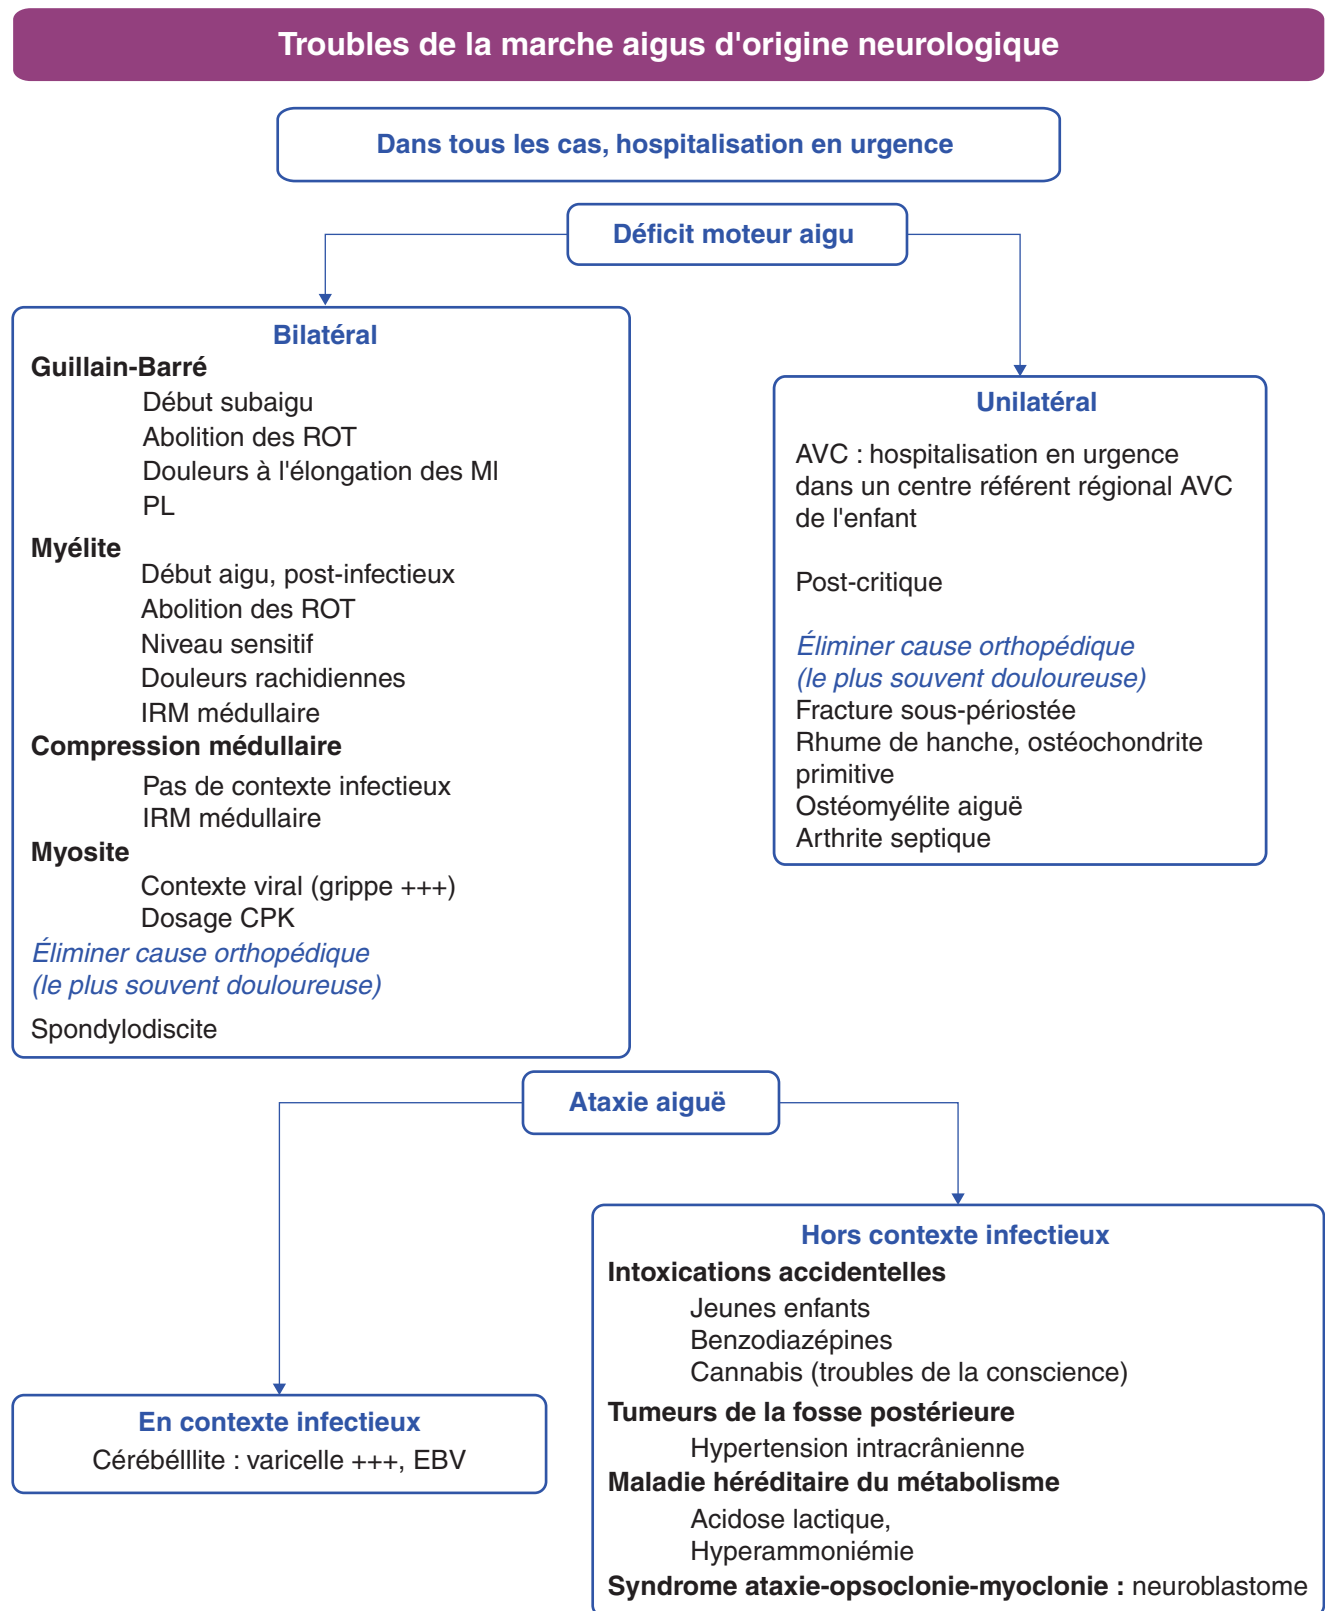 Troubles de la marche aigus d'origine neurologique
Dans tous les cas, hospitalisation en urgence
Déficit moteur aigu
Bilatéral
Guillain-Barré
Début subaigu
Abolition des ROT
Douleurs à l'élongation des MI
PL
Myélite
Début aigu, post-infectieux
Abolition des ROT
Niveau sensitif
Douleurs rachidiennes
IRM médullaire
Compression médullaire
Pas de contexte infectieux
IRM médullaire
Myosite
Contexte viral (grippe +++)
Dosage CPK
Éliminer cause orthopédique
(le plus souvent douloureuse)
Spondylodiscite
Unilatéral
AVC : hospitalisation en urgence
dans un centre référent régional AVC
de l'enfant
Post-critique
Éliminer cause orthopédique
(le plus souvent douloureuse)
Fracture sous-périostée
Rhume de hanche, ostéochondrite
primitive
Ostéomyélite aiguë
Arthrite septique
Ataxie aiguë
En contexte infectieux
Cérébélllite : varicelle +++, EBV
Hors contexte infectieux
Intoxications accidentelles
Jeunes enfants
Benzodiazépines
Cannabis (troubles de la conscience)
Tumeurs de la fosse postérieure
Hypertension intracrânienne
Maladie héréditaire du métabolisme
Acidose lactique,
Hyperammoniémie
Syndrome ataxie-opsoclonie-myoclonie : neuroblastome